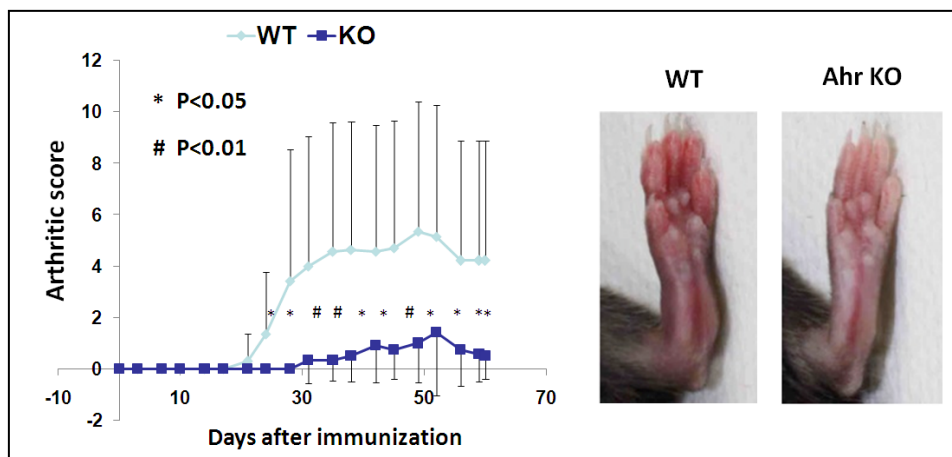 WT KO
12
10
8
6
4
2
0
-2
-10
10
30
50
70
* P<0.05
# P<0.01
Arthritic score
* * # # * * # * * **
Days after immunization
WT
Ahr KO